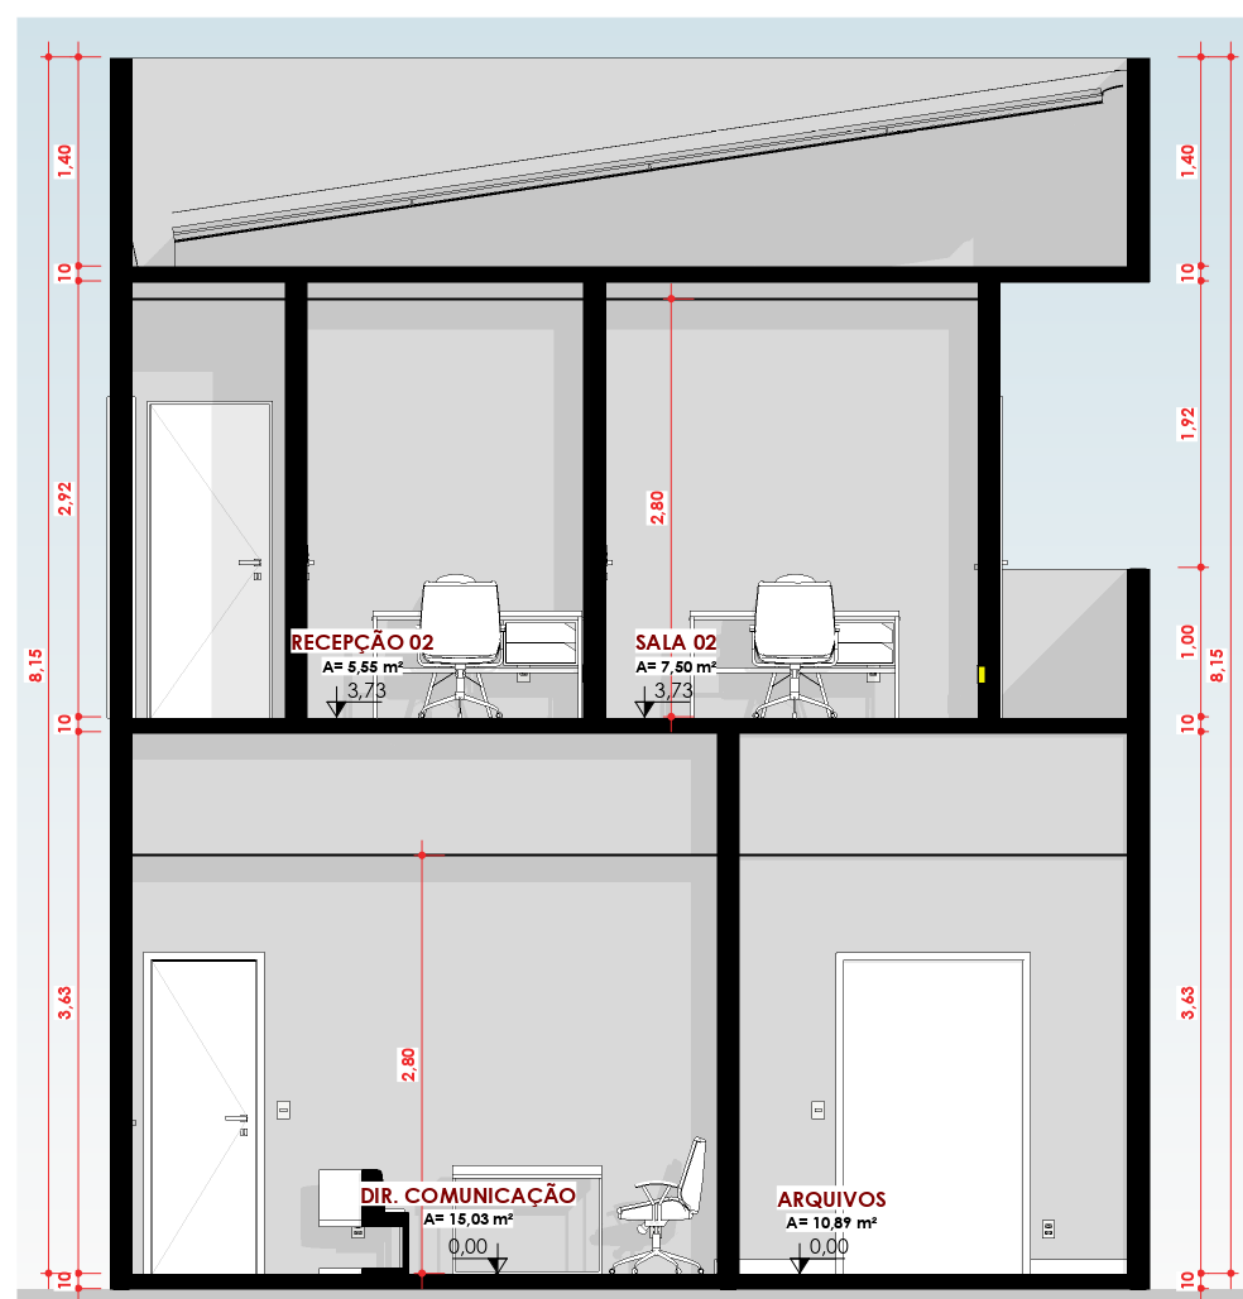 1,40
1,40
10
10
2,92
2,80
1,92
RECEPÇÃO 02
A= 5,55 m²
3,73
SALA 02
A= 7,50 m²
3,73
1,00
8,15
8,15
10
10
3,63
2,80
3,63
DIR. COMUNICAÇÃO
A= 15,03 m²
0,00
ARQUIVOS
A= 10,89 m²
0,00
10
10